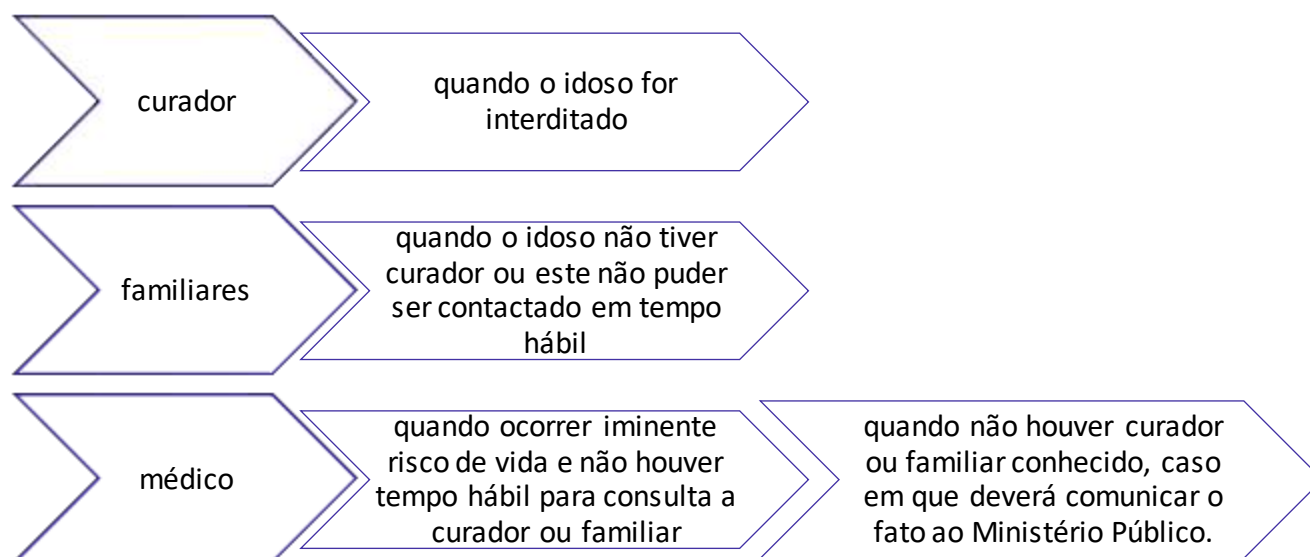 curador
quando o idoso for
interditado
familiares
quando o idoso não tiver
curador ou este não puder
ser contactado em tempo
hábil
médico
quando ocorrer iminente
risco de vida e não houver
tempo hábil para consulta a
curador ou familiar
quando não houver curador
ou familiar conhecido, caso
em que deverá comunicar o
fato ao Ministério Público.